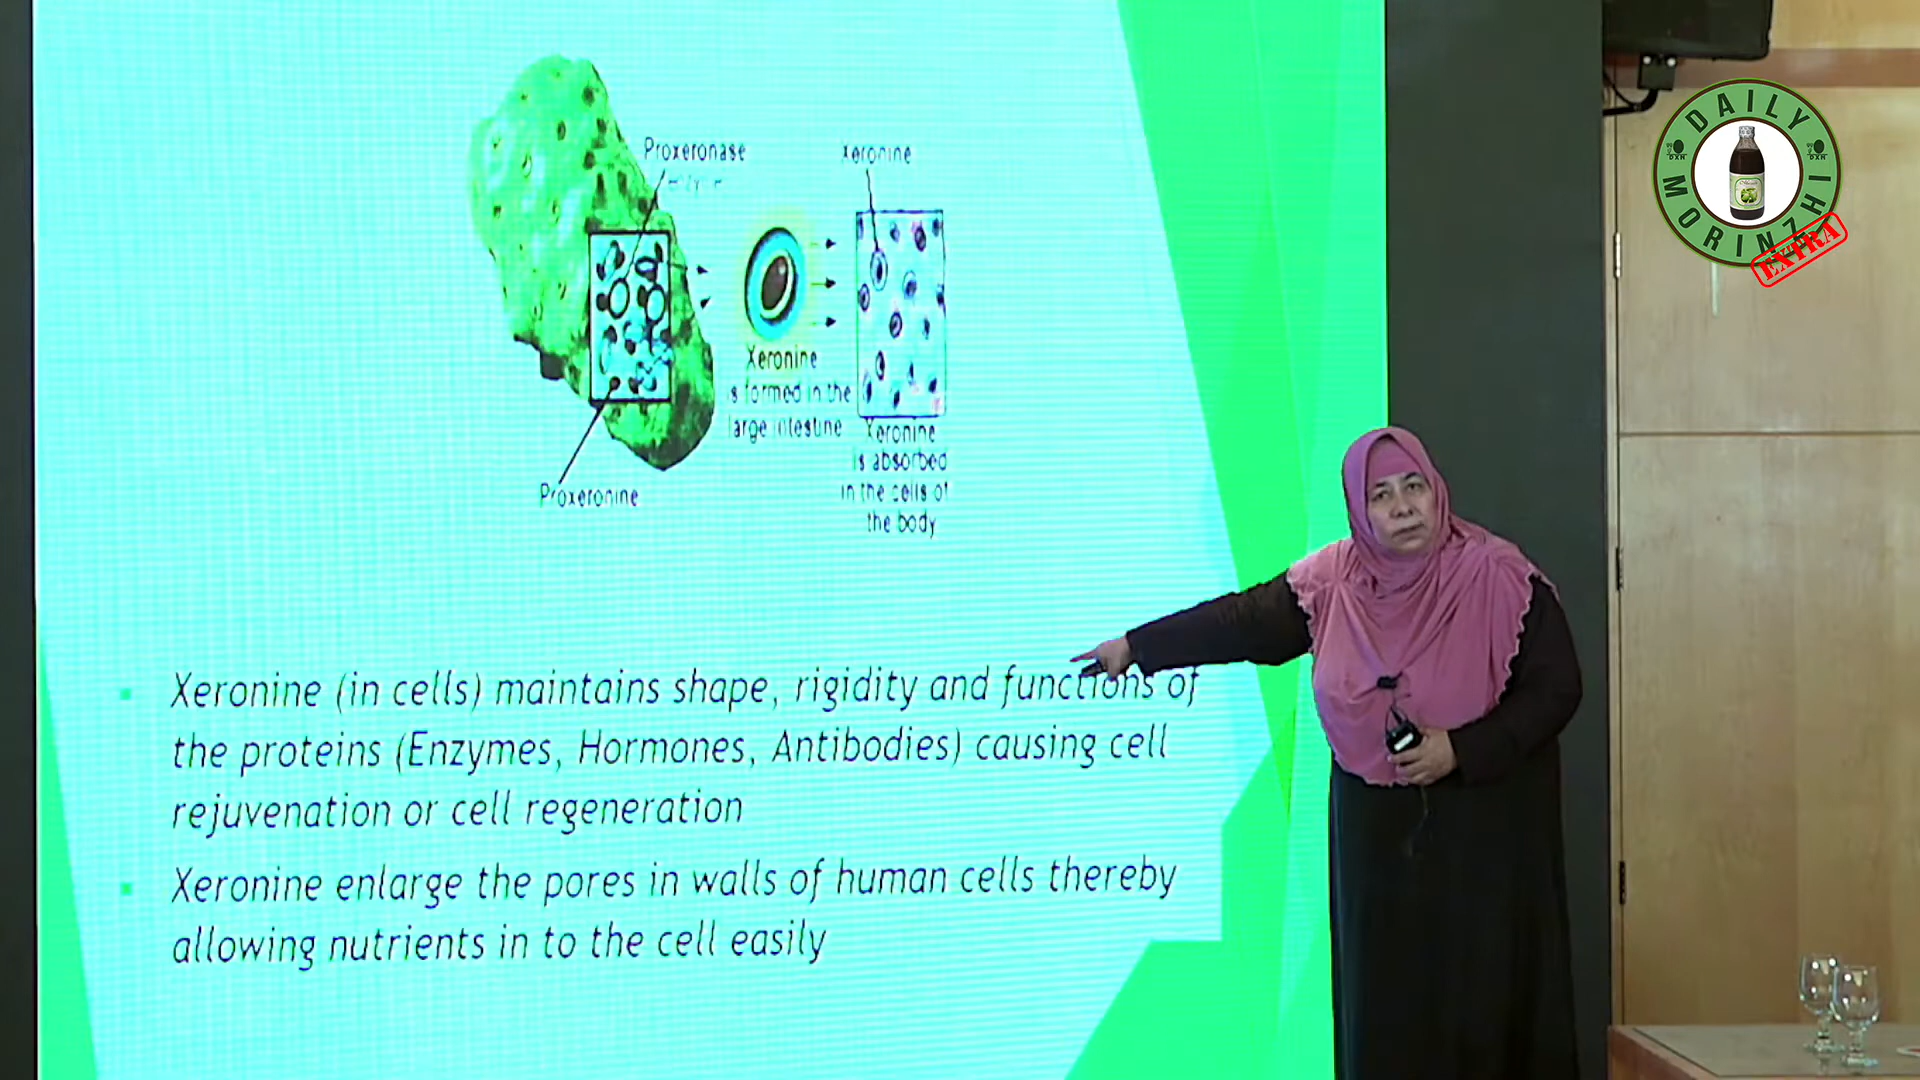 Proxeronase
Xeronine
Xeronine
is formed in the
large intestine
Xeronine
is absorbed
in the cells of
the body
Proxeronine
Xeronine (in cells) maintains shape, rigidity and functions of
the proteins (Enzymes, Hormones, Antibodies) causing cell
rejuvenation or cell regeneration
Xeronine enlarge the pores in walls of human cells thereby
allowing nutrients in to the cell easily
DAILY
DXN
DXN
MORINZHI
EXTRA